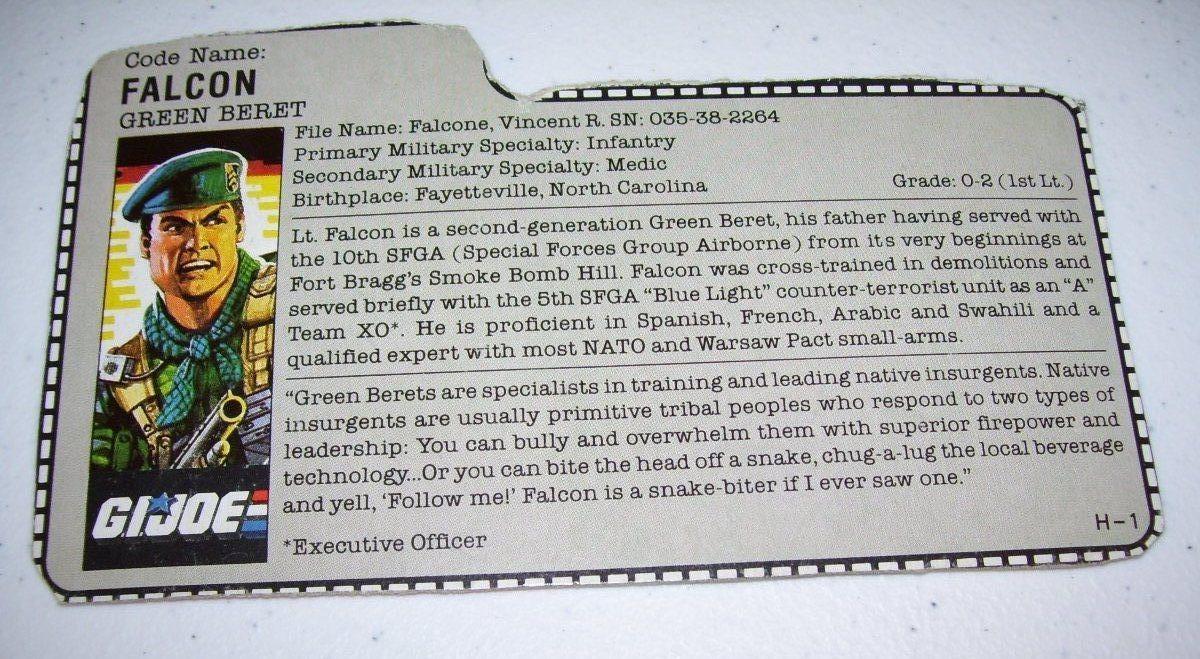 Code Name:
FALCON
GREEN BERET
File Name: Falcone, Vincent R. SN: 035-38-2264
Primary Military Specialty: Infantry
Secondary Military Specialty: Medic
Birthplace: Fayetteville, North Carolina
Grade: O-2 (1st Lt.)
Lt. Falcon is a second-generation Green Beret, his father having served with
the 10th SFGA (Special Forces Group Airborne) from its very beginnings at
Fort Bragg's Smoke Bomb Hill. Falcon was cross-trained in demolitions and
served briefly with the 5th SFGA "Blue Light" counter-terrorist unit as an "A"
Team XO*. He is proficient in Spanish, French, Arabic and Swahili and a
qualified expert with most NATO and Warsaw Pact small-arms.
"Green Berets are specialists in training and leading native insurgents. Native
insurgents are usually primitive tribal peoples who respond to two types of
leadership: You can bully and overwhelm them with superior firepower and
technology...Or you can bite the head off a snake, chug-a-lug the local beverage
and yell, 'Follow me!' Falcon is a snake-biter if I ever saw one."
*Executive Officer
H-1
G.I. JOE